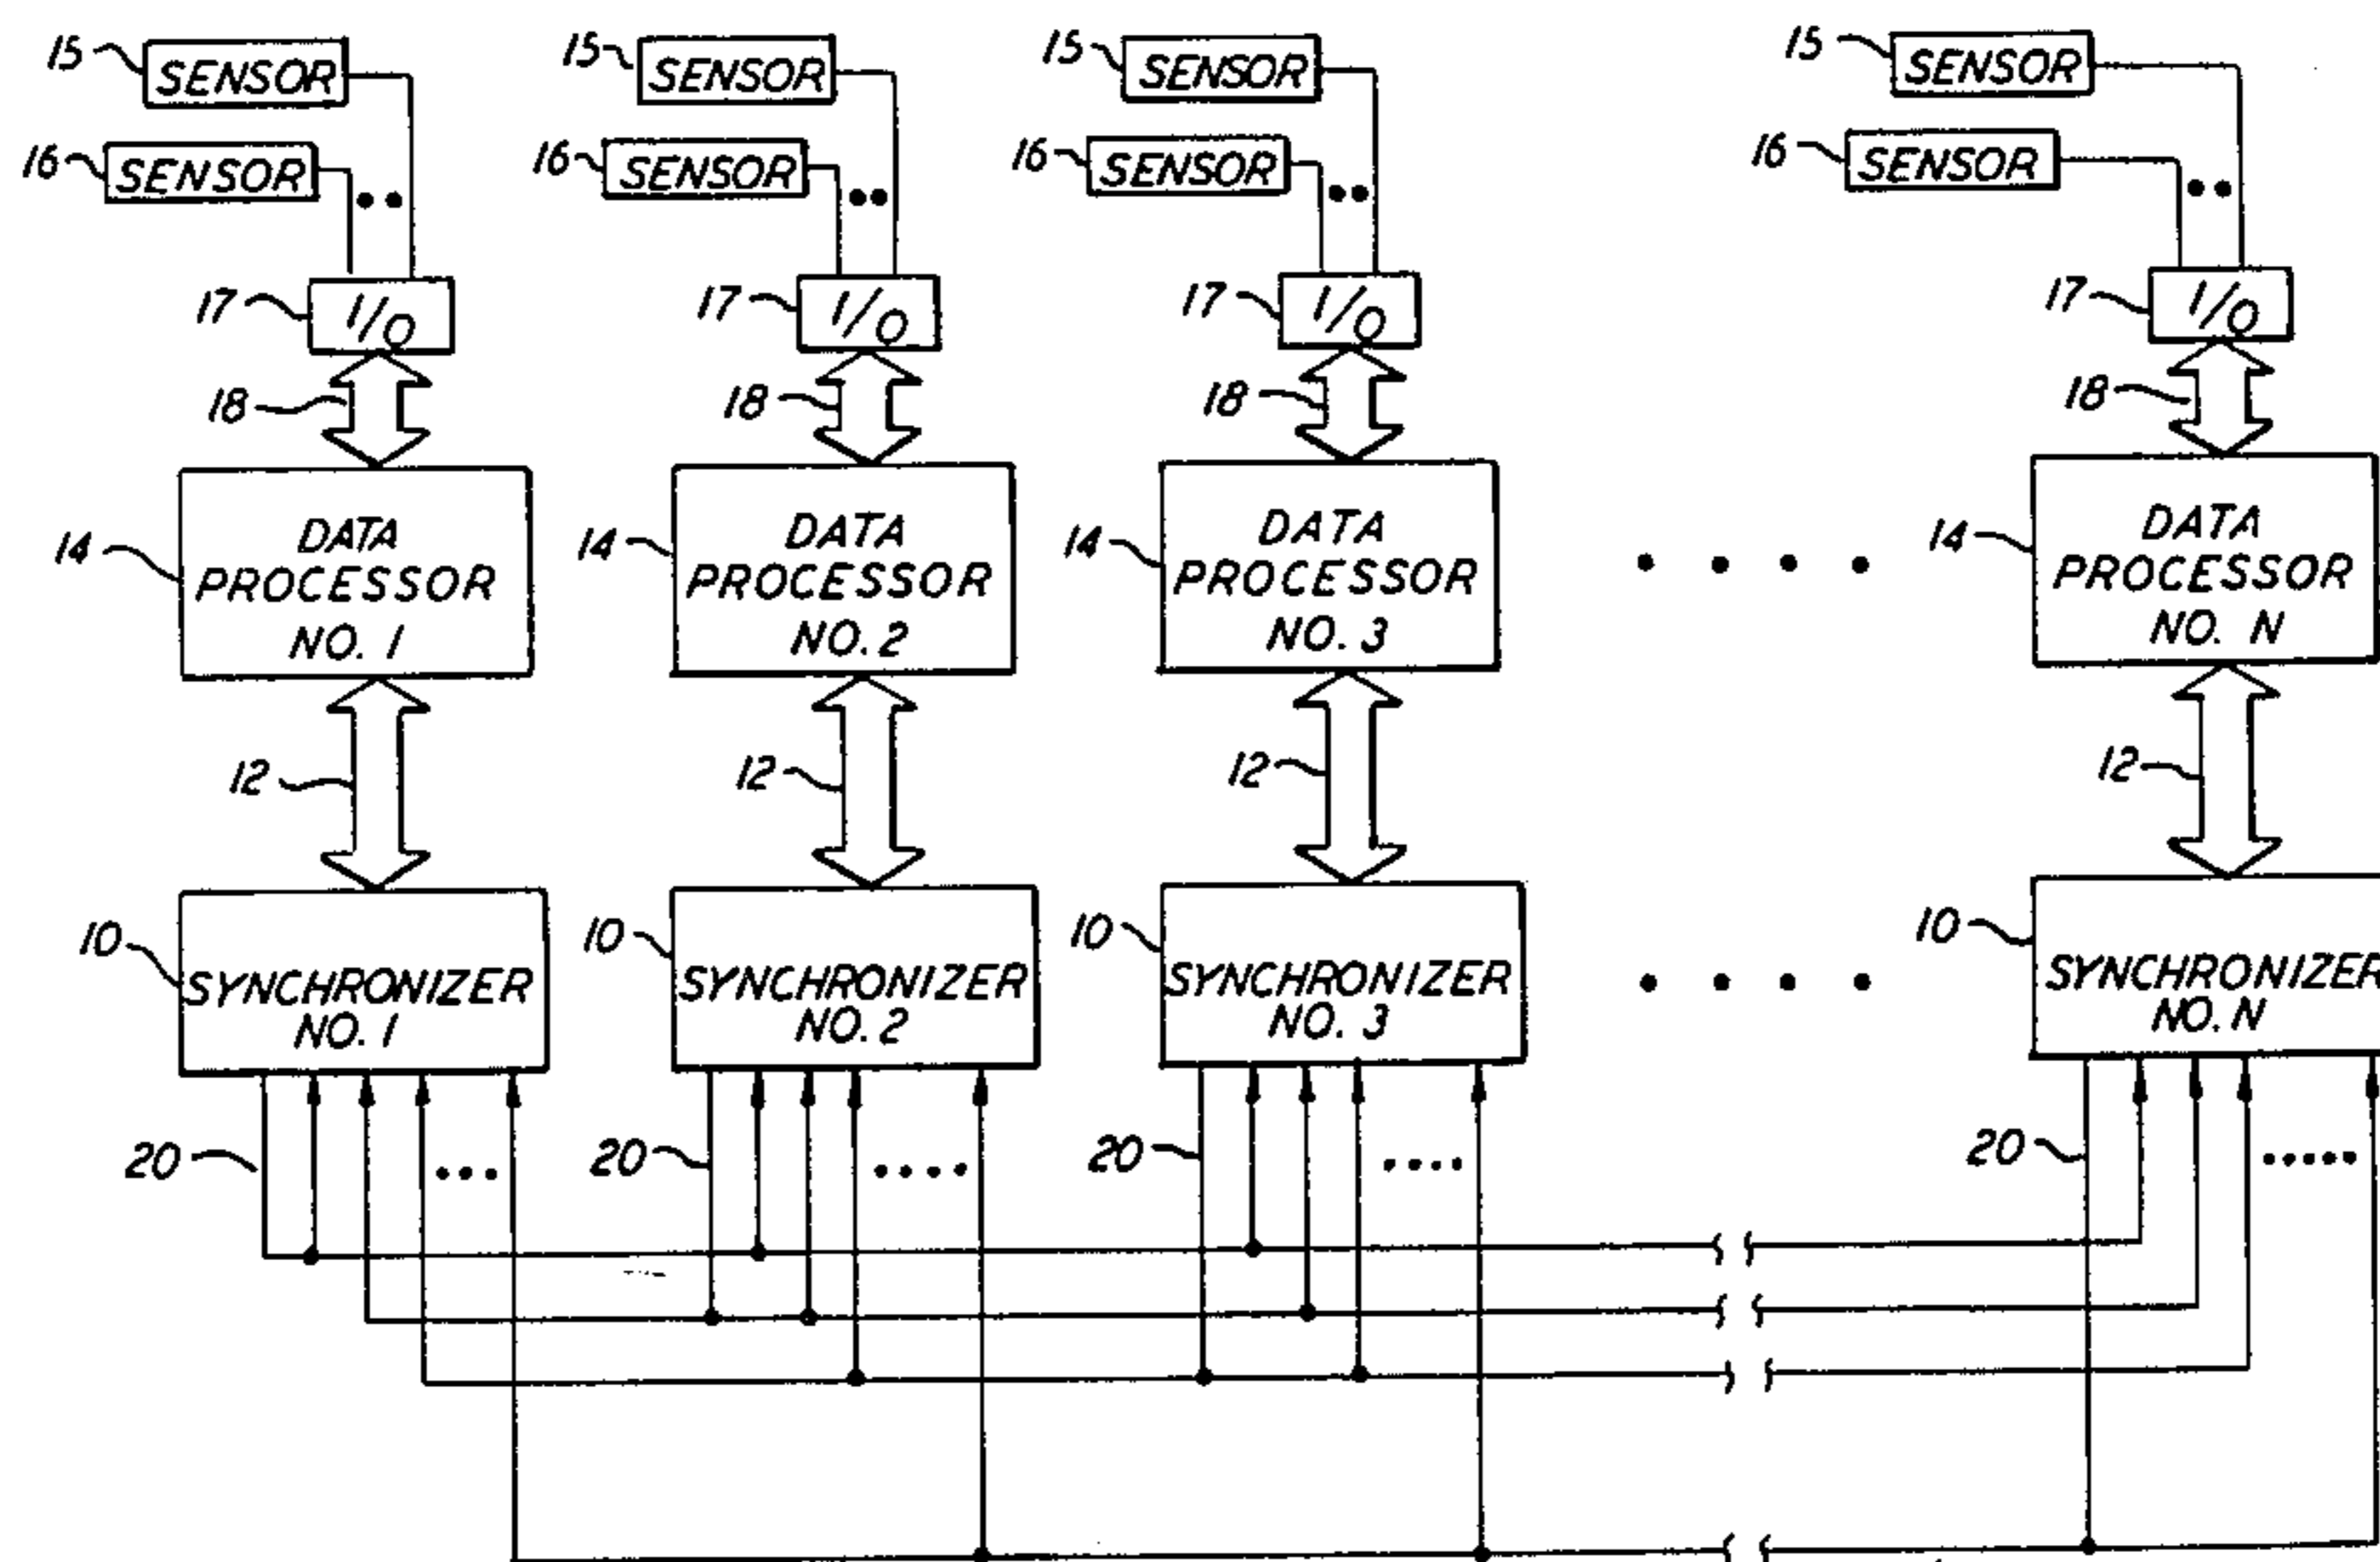 15 SENSOR 15 SENSOR 15 SENSOR 15 SENSOR
16 SENSOR 16 SENSOR 16 SENSOR 16 SENSOR
17 I/O 17 I/O 17 I/O 17 I/O
18 18 18 18
14 DATA PROCESSOR NO. 1
14 DATA PROCESSOR NO. 2
14 DATA PROCESSOR NO. 3
14 DATA PROCESSOR NO. N
12 12 12 12
10 SYNCHRONIZER NO. 1
10 SYNCHRONIZER NO. 2
10 SYNCHRONIZER NO. 3
10 SYNCHRONIZER NO. N
20 20 20 20